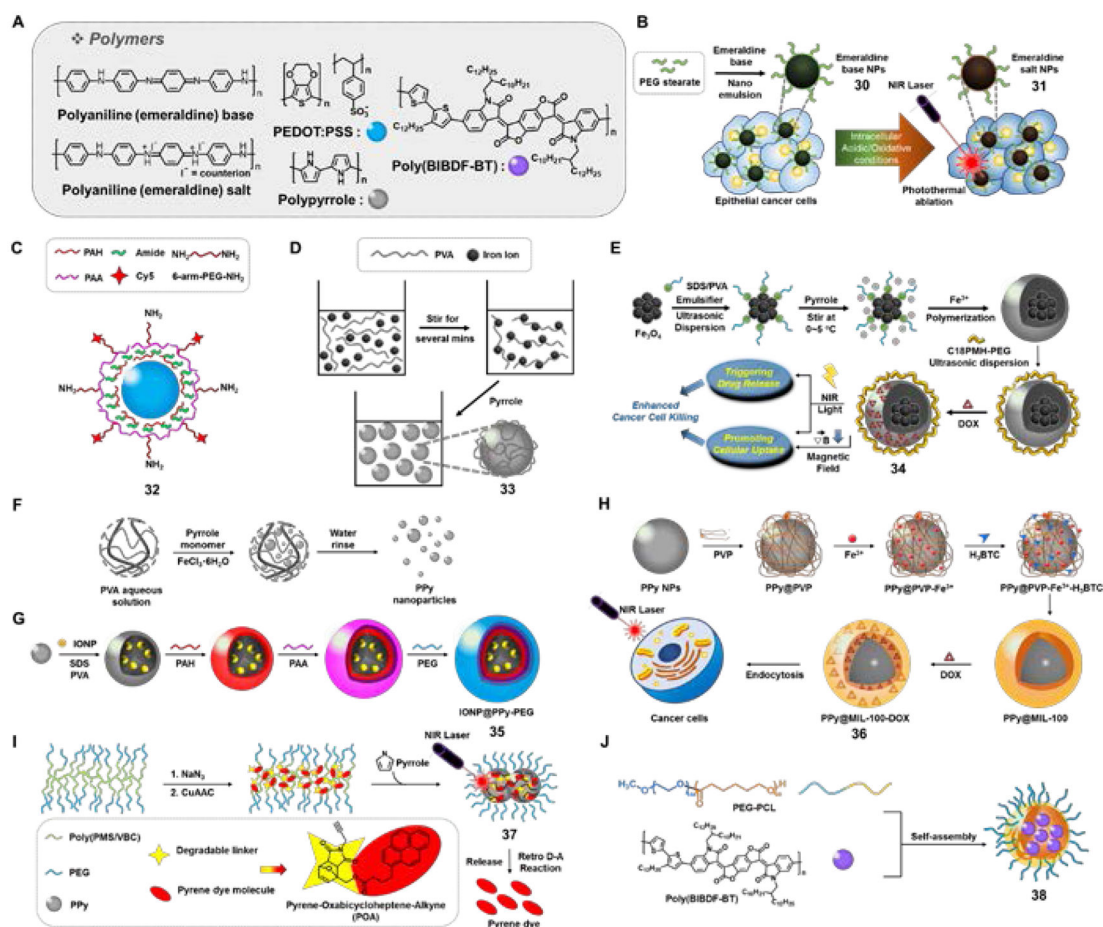 A
❖ Polymers
Polyaniline (emeraldine) base
Polyaniline (emeraldine) salt
I⁻ = counterion
PEDOT:PSS :
Polypyrrole :
Poly(BIBDF-BT) :
B
PEG stearate
Emeraldine
base
Nano
emulsion
Emeraldine
base NPs
30
Emeraldine
salt NPs
31
NIR Laser
Intracellular
Acidic/Oxidative
conditions
Epithelial cancer cells
Photothermal
ablation
C
PAH
Amide
NH₂ NH₂
PAA
Cy5
6-arm-PEG-NH₂
NH₂
NH₂
NH₂
NH₂
32
D
PVA
Iron Ion
Stir for
several mins
Pyrrole
33
E
SDS/PVA
Emulsifier
Ultrasonic
Dispersion
Fe₃O₄
Pyrrole
Stir at
0~5 °C
Fe³⁺
Polymerization
C18PMH-PEG
Ultrasonic dispersion
DOX
34
NIR
Light
Magnetic
Field
Triggering
Drug Release
Promoting
Cellular Uptake
Enhanced
Cancer Cell
Killing
F
PVA aqueous
solution
Pyrrole
monomer
FeCl₃·6H₂O
Water
rinse
PPy
nanoparticles
G
IONP
SDS
PVA
PAH
PAA
PEG
IONP@PPy-PEG
35
H
PPy NPs
PVP
PPy@PVP
Fe³⁺
PPy@PVP-Fe³⁺
H₃BTC
PPy@PVP-Fe³⁺-H₃BTC
PPy@MIL-100
DOX
PPy@MIL-100-DOX
36
Endocytosis
NIR Laser
Cancer cells
I
1. NaN₃
2. CuAAC
Pyrrole
NIR Laser
37
Release
Retro D-A
Reaction
Pyrene dye
Poly(PMS/VBC)
PEG
PPy
Degradable linker
Pyrene dye molecule
Pyrene-Oxabicycloheptene-Alkyne
(POA)
J
PEG-PCL
Poly(BIBDF-BT)
Self-assembly
38